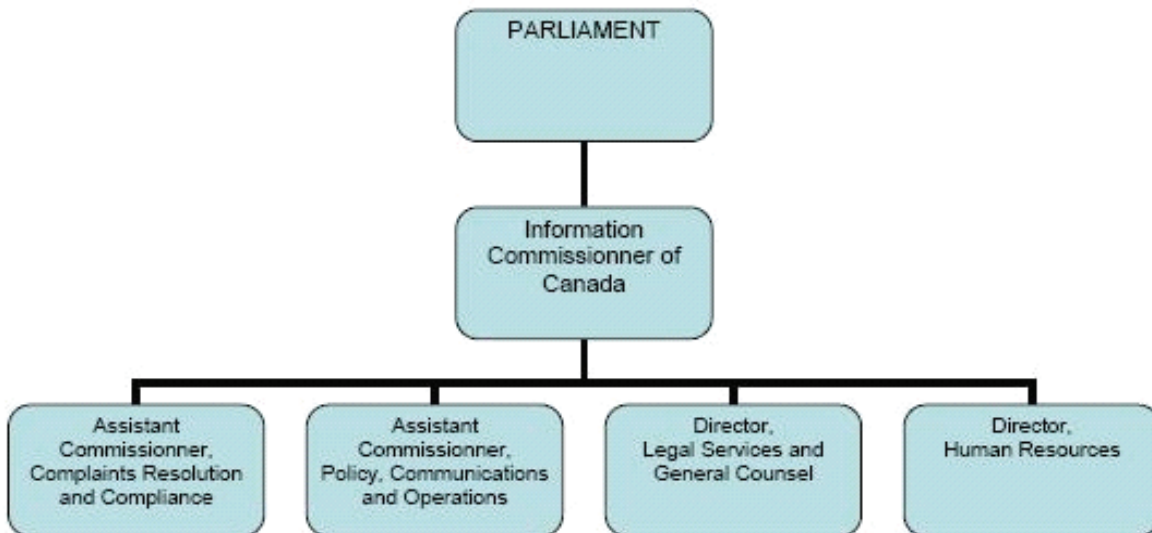 PARLIAMENT
Information
Commissionner of
Canada
Assistant
Commissionner,
Complaints Resolution
and Compliance
Assistant
Commissionner,
Policy, Communications
and Operations
Director,
Legal Services and
General Counsel
Director,
Human Resources